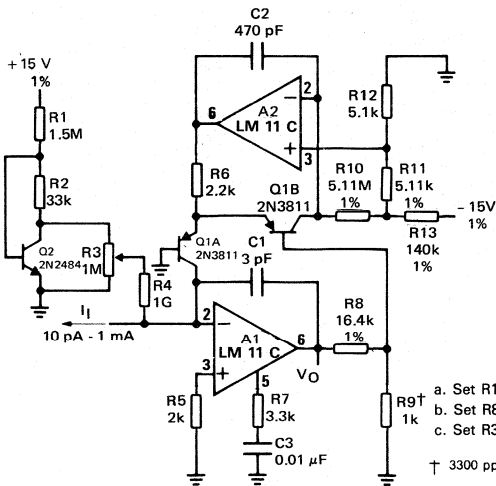 C2
470 pF
+15 V
1%
R1
1.5M
R2
33k
Q2
2N2484
R3
1M
R4
1G
I_I
10 pA - 1 mA
6
A2
LM 11 C
2
3
R6
2.2k
Q1B
2N3811
Q1A
2N3811
C1
3 pF
R12
5.1k
R10
5.11M
1%
R11
5.11k
1%
-15V
1%
R13
140k
1%
2
A1
LM 11 C
6
3
5
V_O
R8
16.4k
1%
R5
2k
R7
3.3k
C3
0.01 µF
R9†
1k
a. Set R1
b. Set R8
c. Set R3
† 3300 pp